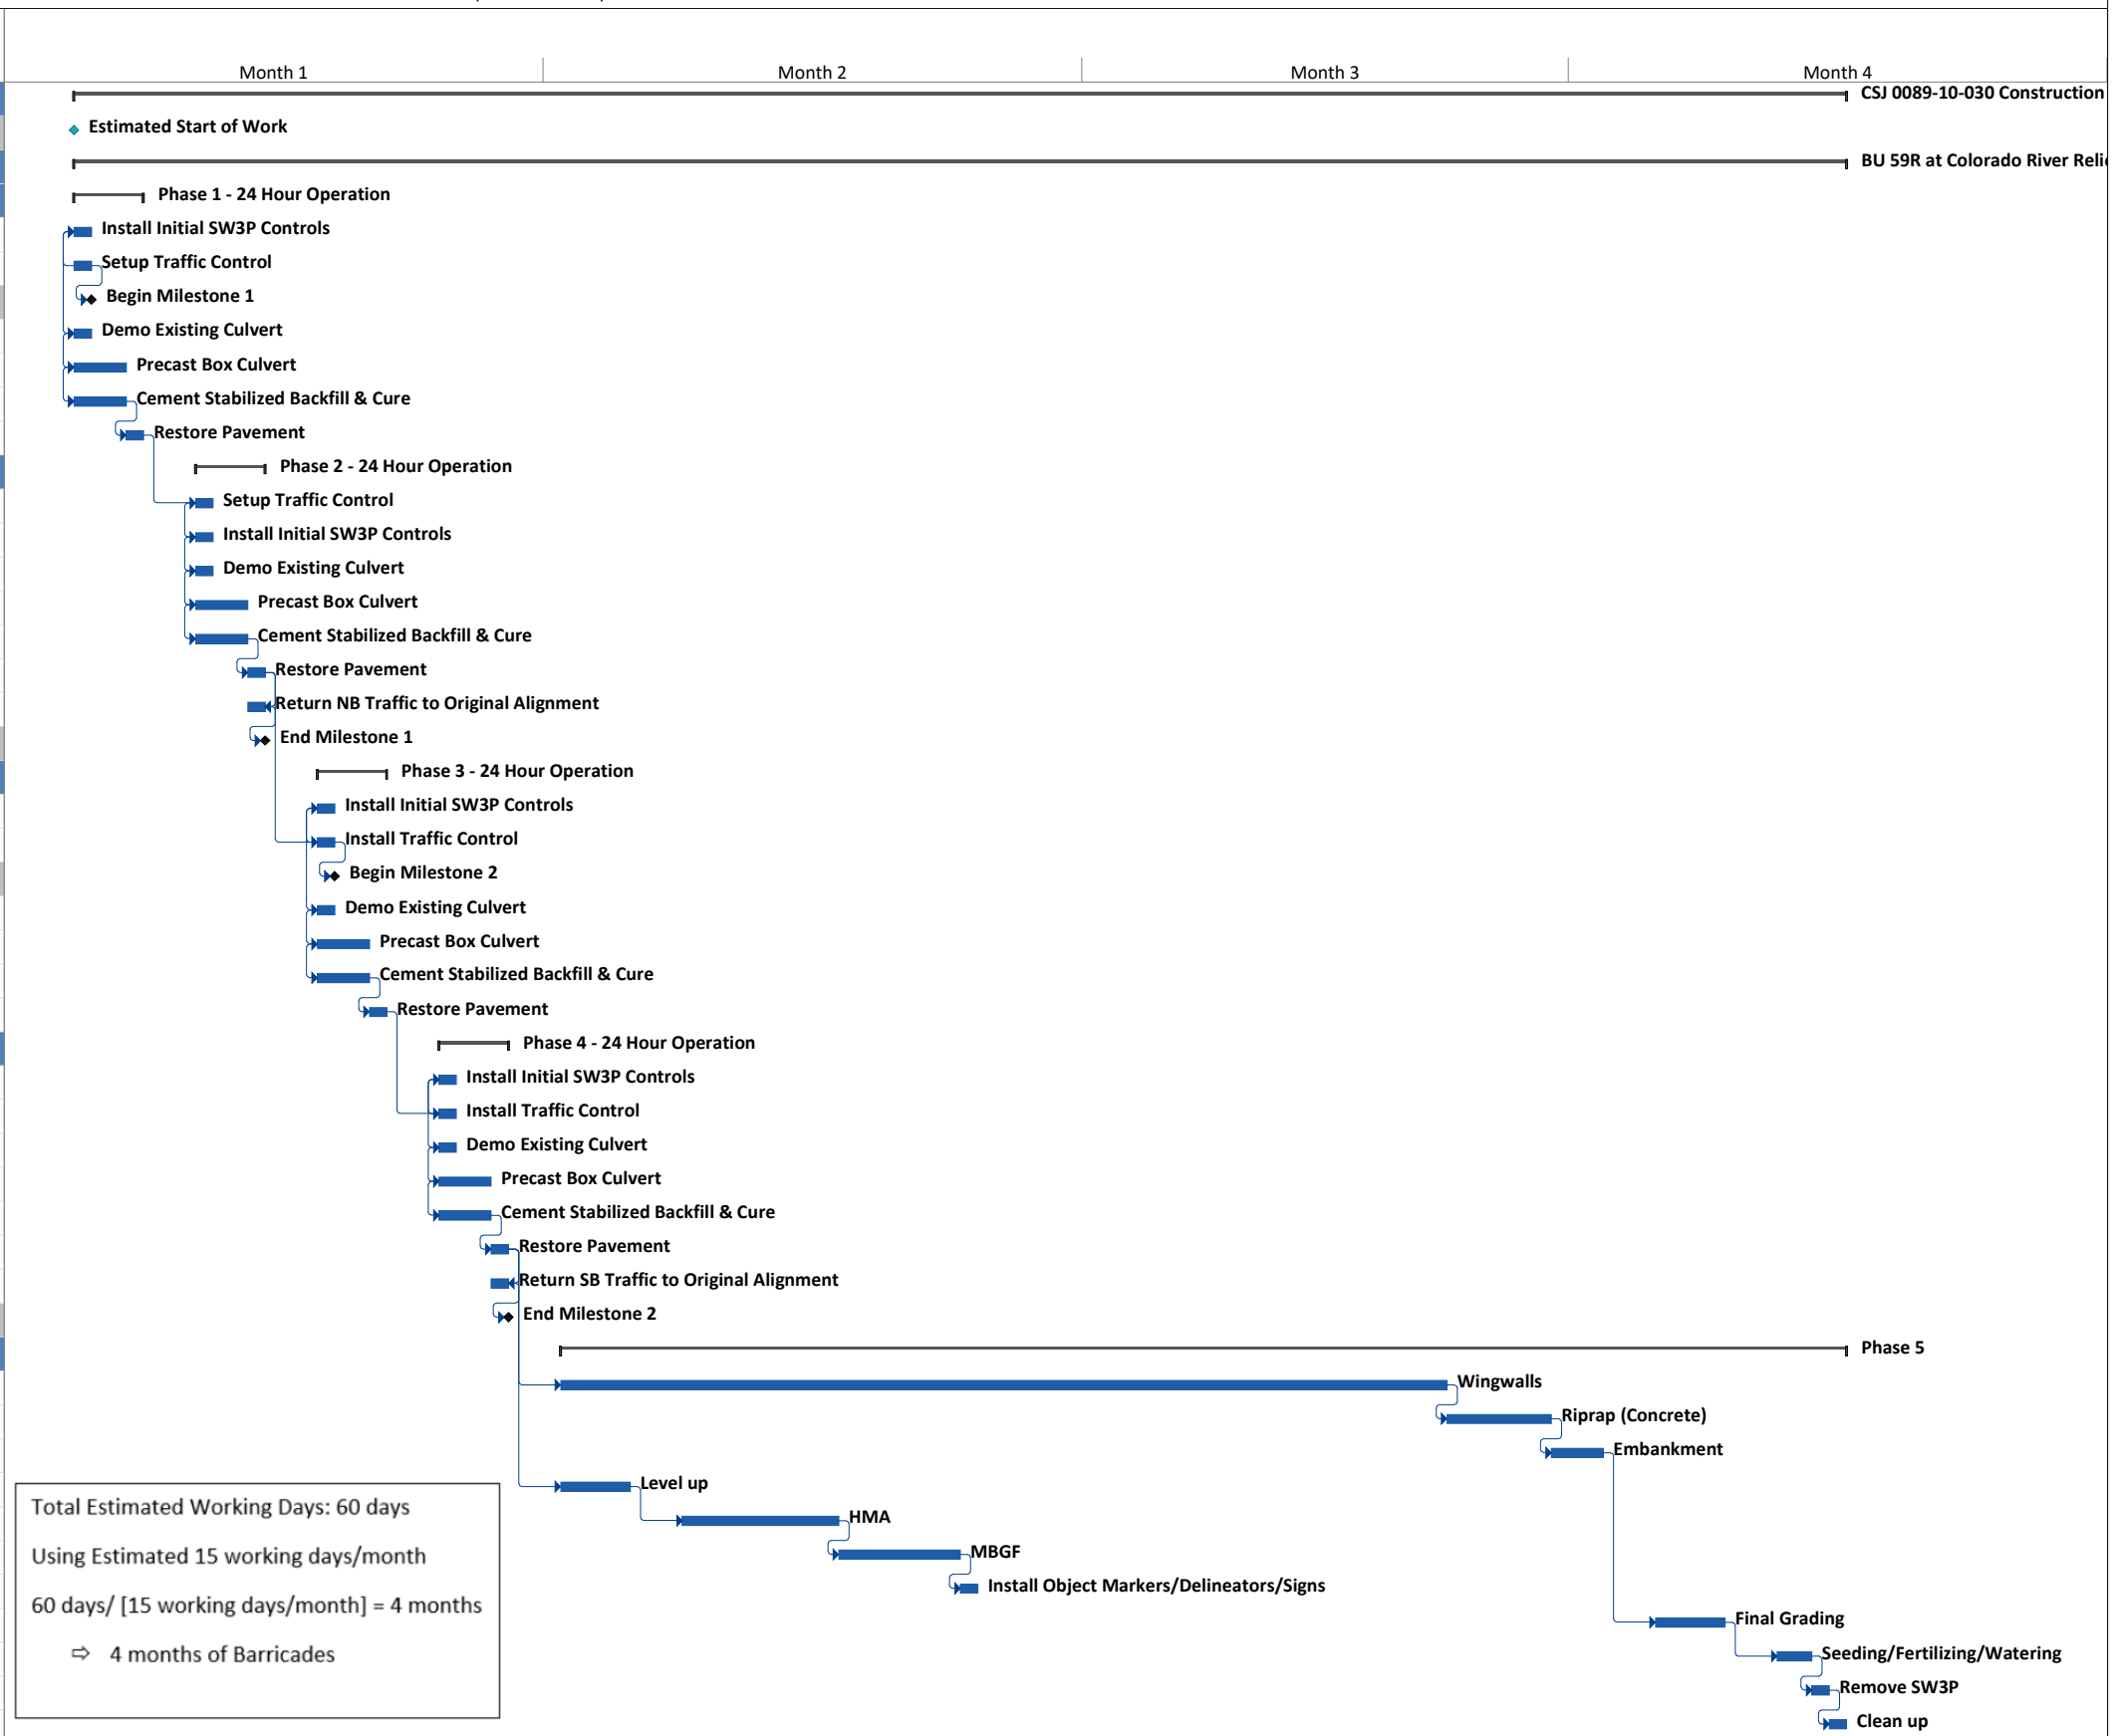 Month 1 Month 2 Month 3 Month 4
CSJ 0089-10-030 Construction
Estimated Start of Work
BU 59R at Colorado River
Phase 1 - 24 Hour Operation
Install Initial SW3P Controls
Setup Traffic Control
Begin Milestone 1
Demo Existing Culvert
Precast Box Culvert
Cement Stabilized Backfill & Cure
Restore Pavement
Phase 2 - 24 Hour Operation
Setup Traffic Control
Install Initial SW3P Controls
Demo Existing Culvert
Precast Box Culvert
Cement Stabilized Backfill & Cure
Restore Pavement
Return NB Traffic to Original Alignment
End Milestone 1
Phase 3 - 24 Hour Operation
Install Initial SW3P Controls
Install Traffic Control
Begin Milestone 2
Demo Existing Culvert
Precast Box Culvert
Cement Stabilized Backfill & Cure
Restore Pavement
Phase 4 - 24 Hour Operation
Install Initial SW3P Controls
Install Traffic Control
Demo Existing Culvert
Precast Box Culvert
Cement Stabilized Backfill & Cure
Restore Pavement
Return SB Traffic to Original Alignment
End Milestone 2
Phase 5
Wingwalls
Riprap (Concrete)
Embankment
Level up
HMA
MBGF
Install Object Markers/Delineators/Signs
Final Grading
Seeding/Fertilizing/Watering
Remove SW3P
Clean up
Total Estimated Working Days: 60 days
Using Estimated 15 working days/month
60 days/ [15 working days/month] = 4 months
⇨ 4 months of Barricades